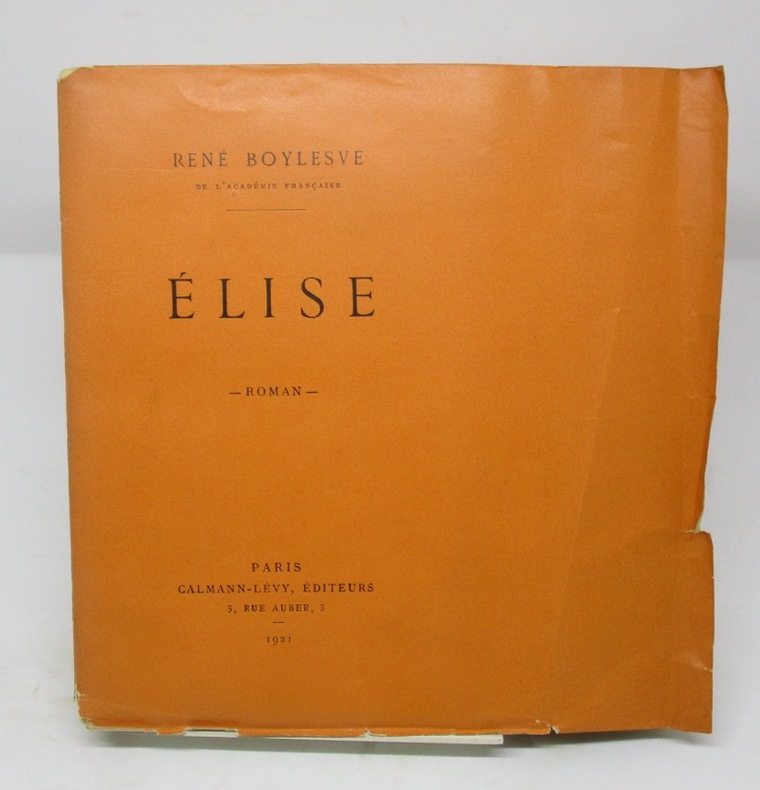 RENÉ BOYLESVE
DE L'ACADÉMIE FRANÇAISE
ÉLISE
— ROMAN —
PARIS
CALMANN-LÉVY, ÉDITEURS
3, RUE AUBER, 3
1921